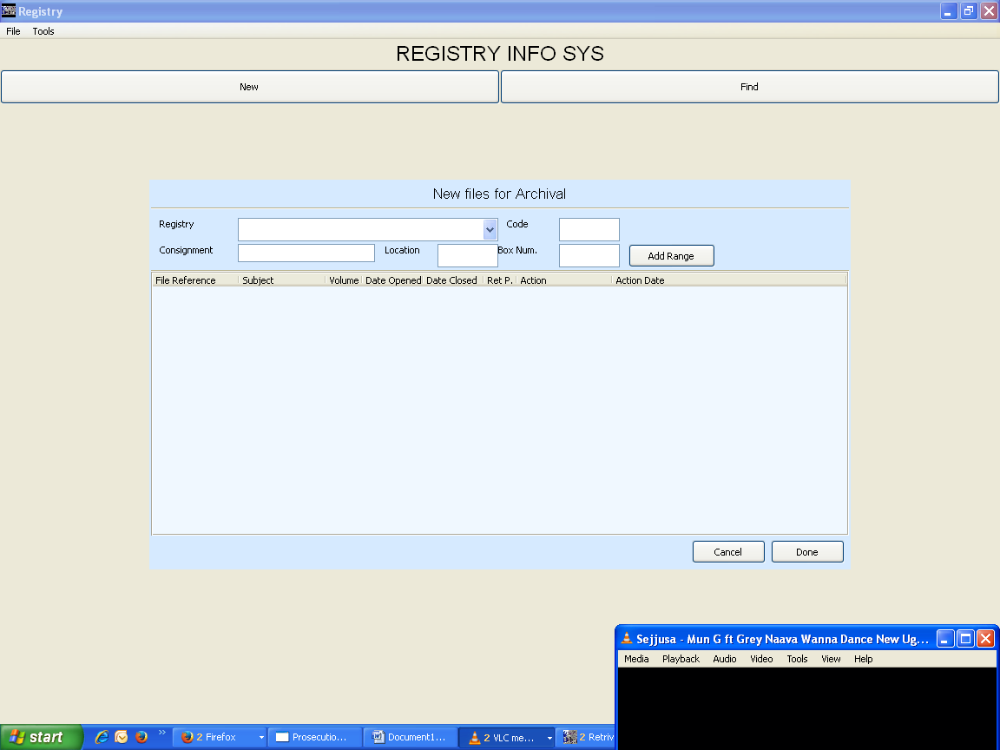 Registry
File Tools
REGISTRY INFO SYS
New Find
New files for Archival
Registry Code
Consignment Location Box Num. Add Range
File Reference Subject Volume Date Opened Date Closed Ret P. Action Action Date
Cancel Done
Sejjusa - Mun G ft Grey Naava Wanna Dance New Ug...
Media Playback Audio Video Tools View Help
start 2 Firefox Prosecutio... Document1... 2 VLC me... 2 Retriv